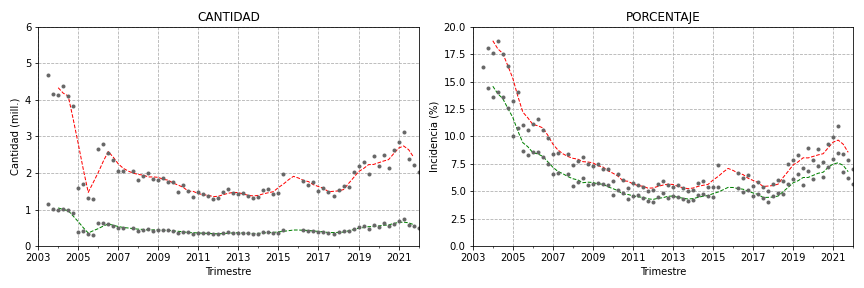 CANTIDAD
Cantidad (mill.)
6
5
4
3
2
1
0
2003 2005 2007 2009 2011 2013 2015 2017 2019 2021
Trimestre
PORCENTAJE
Incidencia (%)
20.0
17.5
15.0
12.5
10.0
7.5
5.0
2.5
0.0
2003 2005 2007 2009 2011 2013 2015 2017 2019 2021
Trimestre